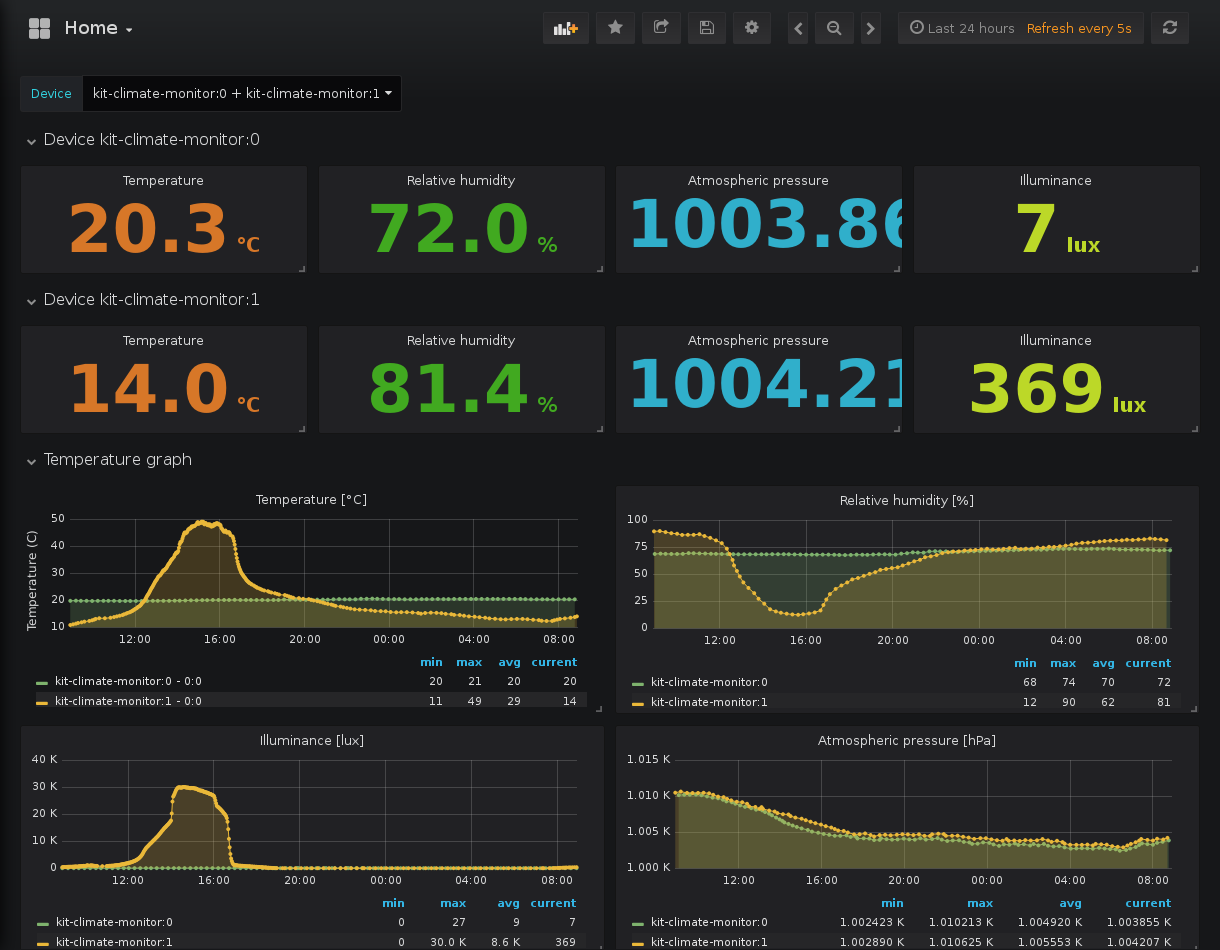 Home
Last 24 hours Refresh every 5s
Device kit-climate-monitor:0 + kit-climate-monitor:1
Device kit-climate-monitor:0
Temperature
20.3 °C
Relative humidity
72.0 %
Atmospheric pressure
1003.86
Illuminance
7 lux
Device kit-climate-monitor:1
Temperature
14.0 °C
Relative humidity
81.4 %
Atmospheric pressure
1004.21
Illuminance
369 lux
Temperature graph
Temperature [°C]
Temperature (C)
50
40
30
20
10
12:00 16:00 20:00 00:00 04:00 08:00
min max avg current
kit-climate-monitor:0 - 0:0 20 21 20 20
kit-climate-monitor:1 - 0:0 11 49 29 14
Relative humidity [%]
100
75
50
25
0
12:00 16:00 20:00 00:00 04:00 08:00
min max avg current
kit-climate-monitor:0 68 74 70 72
kit-climate-monitor:1 12 90 62 81
Illuminance [lux]
40 K
30 K
20 K
10 K
0
12:00 16:00 20:00 00:00 04:00 08:00
min max avg current
kit-climate-monitor:0 0 27 9 7
kit-climate-monitor:1 0 30.0 K 8.6 K 369
Atmospheric pressure [hPa]
1.015 K
1.010 K
1.005 K
1.000 K
12:00 16:00 20:00 00:00 04:00 08:00
min max avg current
kit-climate-monitor:0 1.002423 K 1.010213 K 1.004920 K 1.003855 K
kit-climate-monitor:1 1.002890 K 1.010625 K 1.005553 K 1.004207 K